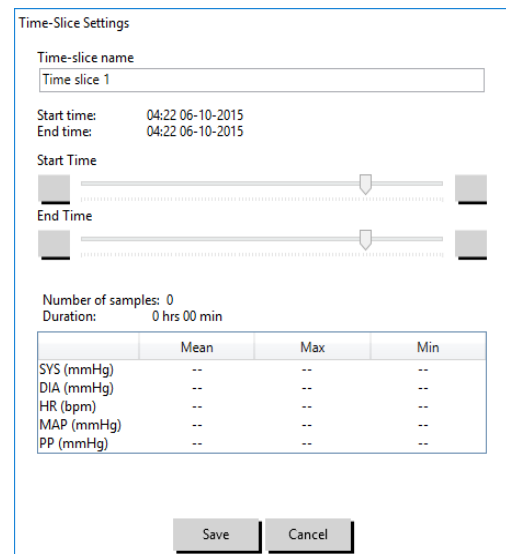 Time-Slice Settings
Time-slice name
Time slice 1
Start time: 04:22 06-10-2015
End time: 04:22 06-10-2015
Start Time
End Time
Number of samples: 0
Duration: 0 hrs 00 min
Mean Max Min
SYS (mmHg) -- -- --
DIA (mmHg) -- -- --
HR (bpm) -- -- --
MAP (mmHg) -- -- --
PP (mmHg) -- -- --
Save Cancel